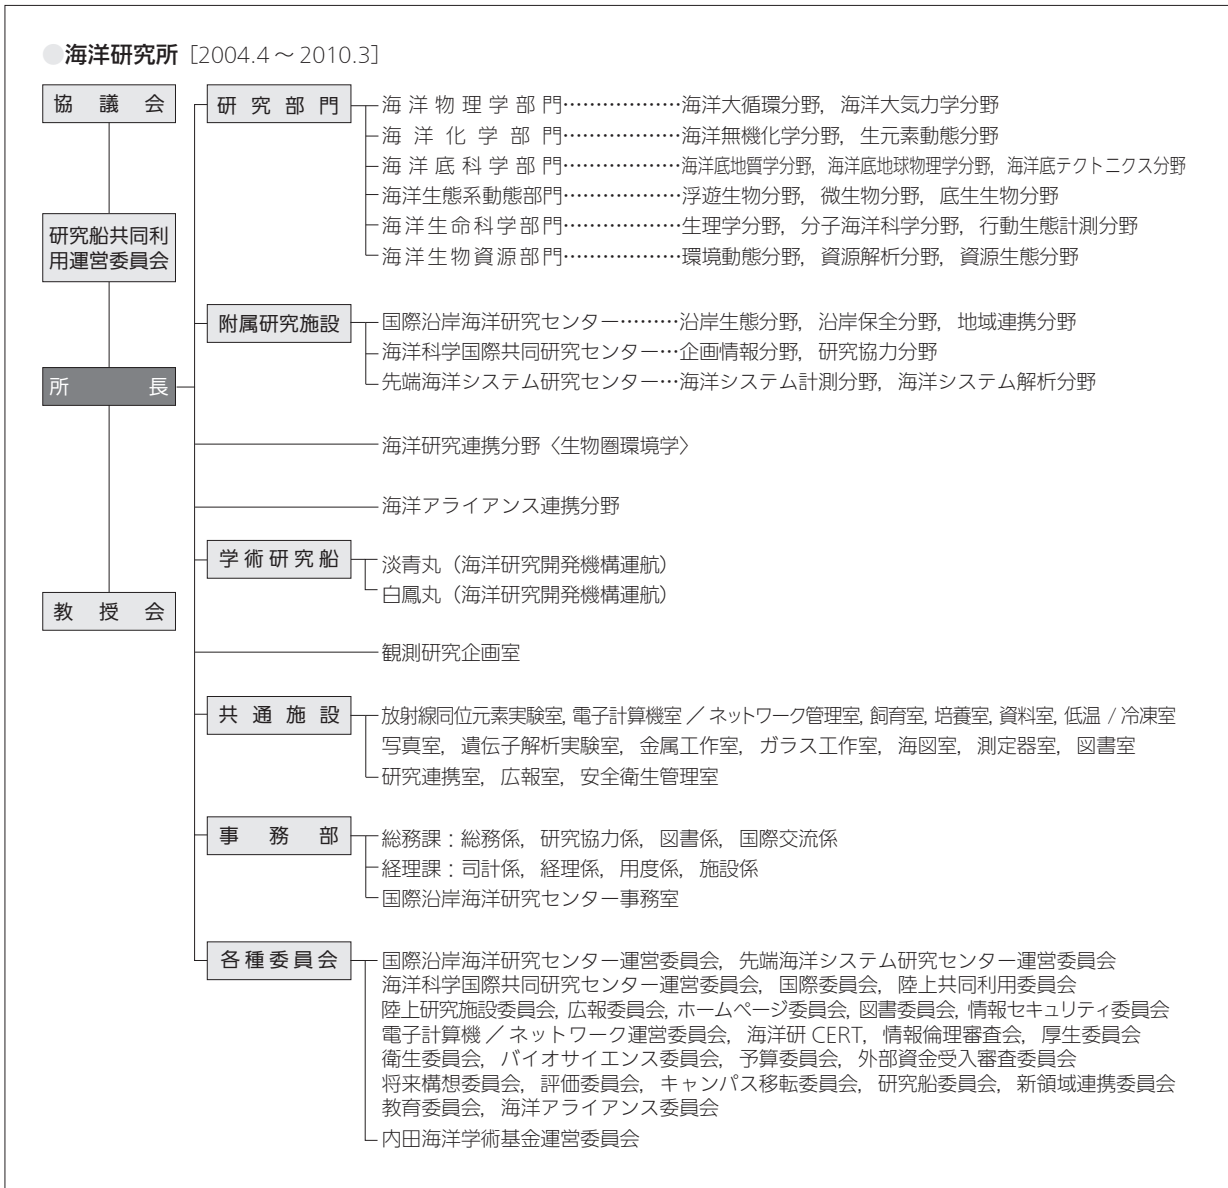 ●海洋研究所［2004.4～2010.3］
協議会
研究船共同利
用運営委員会
所長
教授会
研究部門
海洋物理学部門………………海洋大循環分野，海洋大気力学分野
海洋化学部門………………海洋無機化学分野，生元素動態分野
海洋底科学部門………………海洋底地質学分野，海洋底地球物理学分野，海洋底テクトニクス分野
海洋生態系動態部門………………浮遊生物分野，微生物分野，底生生物分野
海洋生命科学部門………………生理学分野，分子海洋科学分野，行動生態計測分野
海洋生物資源部門………………環境動態分野，資源解析分野，資源生態分野
附属研究施設
国際沿岸海洋研究センター………沿岸生態分野，沿岸保全分野，地域連携分野
海洋科学国際共同研究センター…企画情報分野，研究協力分野
先端海洋システム研究センター…海洋システム計測分野，海洋システム解析分野
海洋研究連携分野〈生物圏環境学〉
海洋アライアンス連携分野
学術研究船
淡青丸（海洋研究開発機構運航）
白鳳丸（海洋研究開発機構運航）
観測研究企画室
共通施設
放射線同位元素実験室，電子計算機室／ネットワーク管理室，飼育室，培養室，資料室，低温/冷凍室
写真室，遺伝子解析実験室，金属工作室，ガラス工作室，海図室，測定器室，図書室
研究連携室，広報室，安全衛生管理室
事務部
総務課：総務係，研究協力係，図書係，国際交流係
経理課：司計係，経理係，用度係，施設係
国際沿岸海洋研究センター事務室
各種委員会
国際沿岸海洋研究センター運営委員会，先端海洋システム研究センター運営委員会
海洋科学国際共同研究センター運営委員会，国際委員会，陸上共同利用委員会
陸上研究施設委員会，広報委員会，ホームページ委員会，図書委員会，情報セキュリティ委員会
電子計算機／ネットワーク運営委員会，海洋研 CERT，情報倫理審査会，厚生委員会
衛生委員会，バイオサイエンス委員会，予算委員会，外部資金受入審査委員会
将来構想委員会，評価委員会，キャンパス移転委員会，研究船委員会，新領域連携委員会
教育委員会，海洋アライアンス委員会
内田海洋学術基金運営委員会